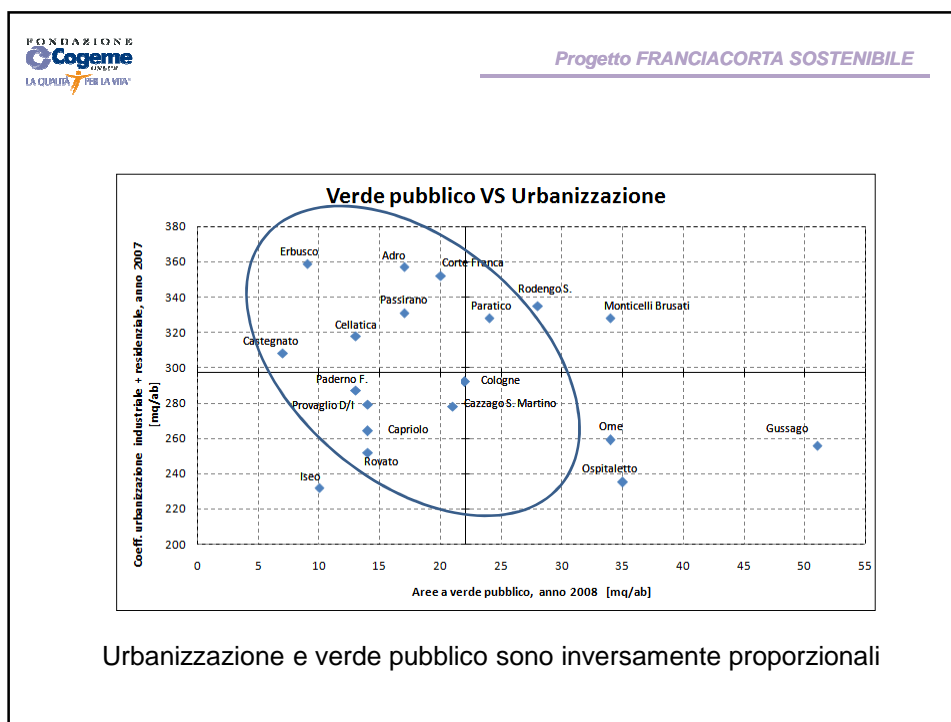 FONDAZIONE
Cogeme
ONLUS
LA QUALITÀ PER LA VITA
Progetto FRANCIACORTA SOSTENIBILE
Verde pubblico VS Urbanizzazione
Coeff. urbanizzazione industriale + residenziale, anno 2007
[mq/ab]
380
360
340
320
300
280
260
240
220
200
Erbusco
Adro
Corte Franca
Rodengo S.
Passirano
Paratico
Monticelli Brusati
Cellatica
Castegnato
Paderno F.
Cologne
Provaglio D/I
Cazzago S. Martino
Capriolo
Ome
Gussago
Rovato
Ospitaletto
Iseo
0 5 10 15 20 25 30 35 40 45 50 55
Aree a verde pubblico, anno 2008 [mq/ab]
Urbanizzazione e verde pubblico sono inversamente proporzionali